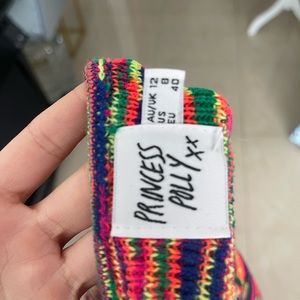 AU/UK 12
US 8
EU 40
PRINCESS
POLLY xx